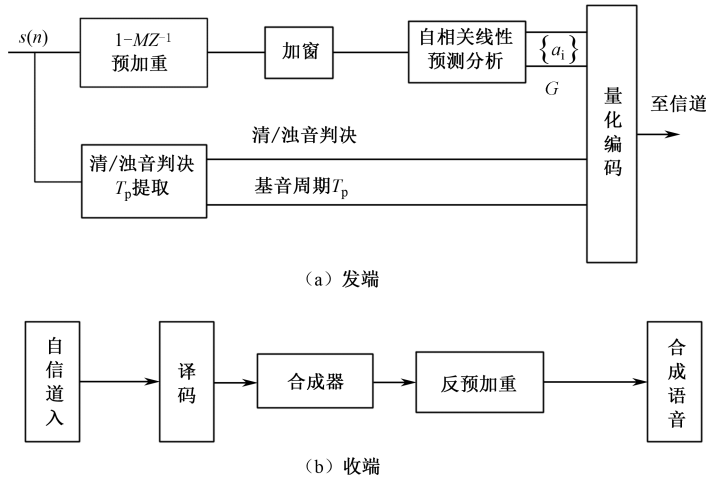 s(n)
1-MZ⁻¹
预加重
加窗
自相关线性
预测分析
{aᵢ}
G
量化编码
至信道
清/浊音判决
Tₚ提取
清/浊音判决
基音周期Tₚ
（a）发端
自信道入
译码
合成器
反预加重
合成语音
（b）收端